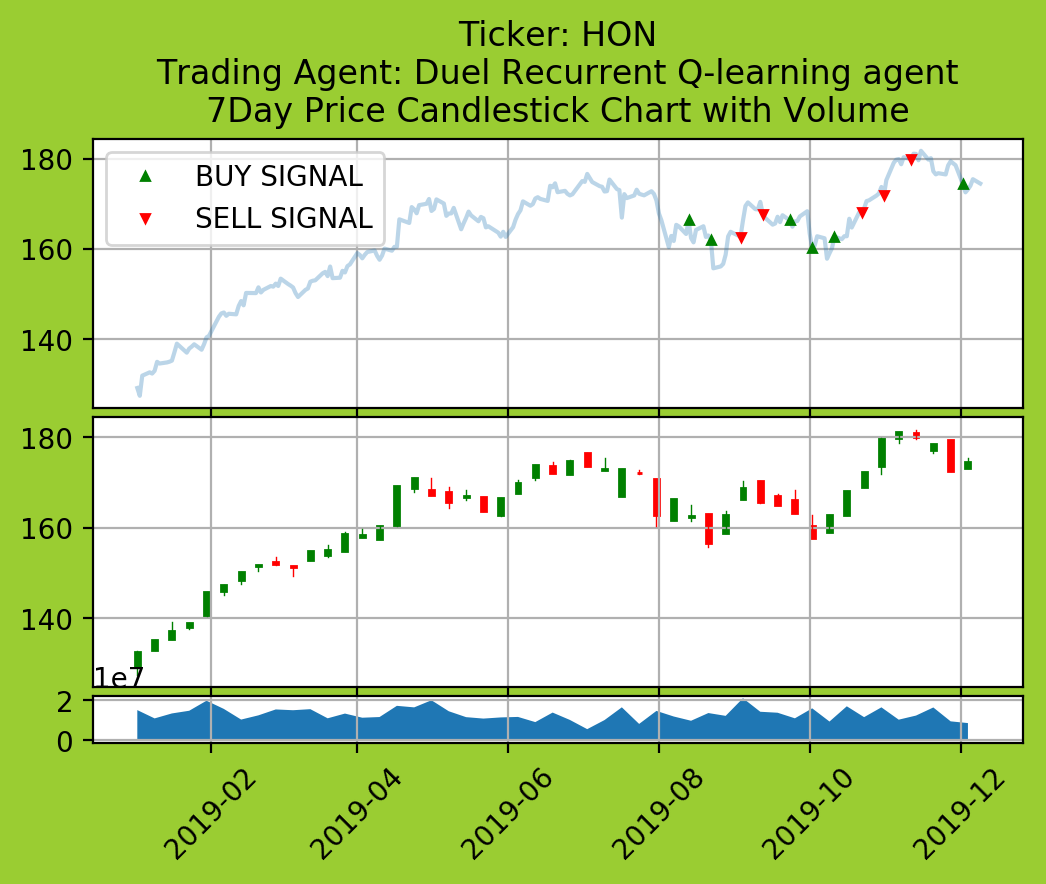 Ticker: HON
Trading Agent: Duel Recurrent Q-learning agent
7Day Price Candlestick Chart with Volume
BUY SIGNAL
SELL SIGNAL
180
160
140
180
160
140
1e7
2
0
2019-02
2019-04
2019-06
2019-08
2019-10
2019-12